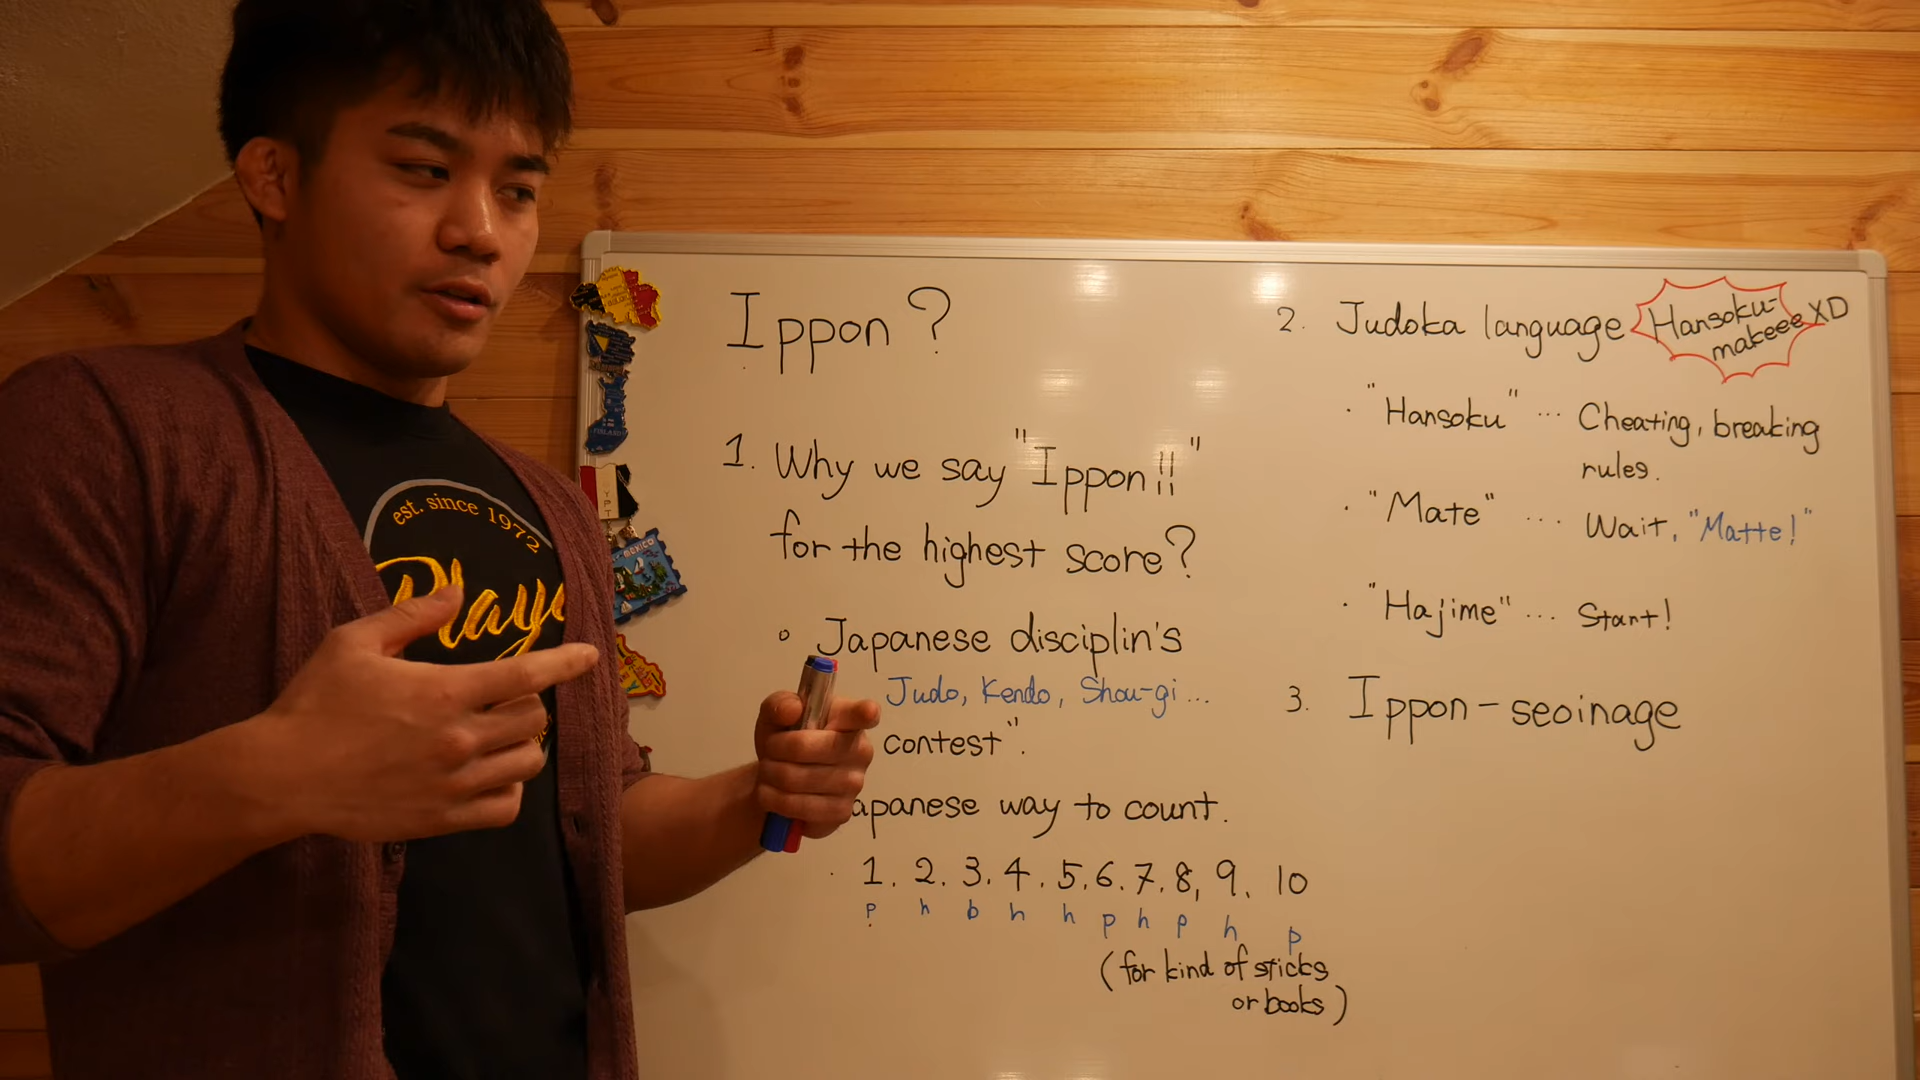 Ippon?
1. Why we say "Ippon!!"
for the highest score?
Japanese disciplin's
Judo, Kendo, Shou-gi...
contest".
apanese way to count.
1. 2. 3. 4. 5. 6. 7. 8, 9. 10
p h b h h p h p h p
(for kind of sticks
or books)
2. Judoka language
Hansoku-
makeee XD
· "Hansoku" ... Cheating, breaking
rules.
· "Mate" ... Wait, "Matte!"
· "Hajime" ... Start!
3. Ippon-seoinage
est. since 1972
Playe
MEXICO
FINLAND